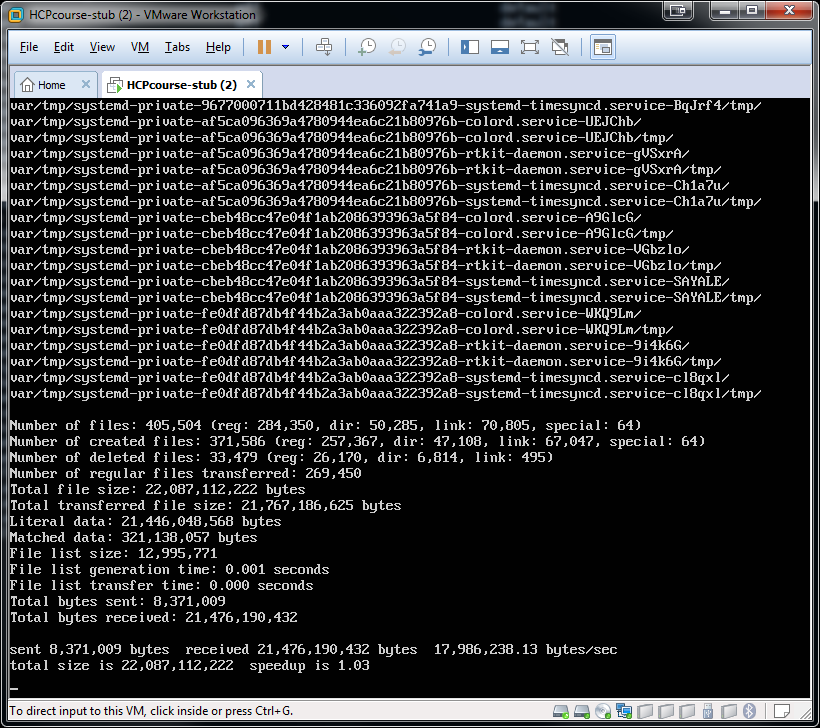 HCPcourse-stub (2) - VMware Workstation
File Edit View VM Tabs Help
Home HCPcourse-stub (2)
var/tmp/systemd-private-9677000711bd428481c336092fa741a9-systemd-timesyncd.service-BqJrf4/tmp/
var/tmp/systemd-private-af5ca096369a4780944ea6c21b80976b-colord.service-UEJChb/
var/tmp/systemd-private-af5ca096369a4780944ea6c21b80976b-colord.service-UEJChb/tmp/
var/tmp/systemd-private-af5ca096369a4780944ea6c21b80976b-rtkit-daemon.service-gVSxrA/
var/tmp/systemd-private-af5ca096369a4780944ea6c21b80976b-rtkit-daemon.service-gVSxrA/tmp/
var/tmp/systemd-private-af5ca096369a4780944ea6c21b80976b-systemd-timesyncd.service-Ch1a7u/
var/tmp/systemd-private-af5ca096369a4780944ea6c21b80976b-systemd-timesyncd.service-Ch1a7u/tmp/
var/tmp/systemd-private-cbeb48cc47e04f1ab2086393963a5f84-colord.service-A9GlcG/
var/tmp/systemd-private-cbeb48cc47e04f1ab2086393963a5f84-colord.service-A9GlcG/tmp/
var/tmp/systemd-private-cbeb48cc47e04f1ab2086393963a5f84-rtkit-daemon.service-VGbzlo/
var/tmp/systemd-private-cbeb48cc47e04f1ab2086393963a5f84-rtkit-daemon.service-VGbzlo/tmp/
var/tmp/systemd-private-cbeb48cc47e04f1ab2086393963a5f84-systemd-timesyncd.service-SAYALE/
var/tmp/systemd-private-cbeb48cc47e04f1ab2086393963a5f84-systemd-timesyncd.service-SAYALE/tmp/
var/tmp/systemd-private-fe0dfd87db4f44b2a3ab0aaa322392a8-colord.service-WKQ9Lm/
var/tmp/systemd-private-fe0dfd87db4f44b2a3ab0aaa322392a8-colord.service-WKQ9Lm/tmp/
var/tmp/systemd-private-fe0dfd87db4f44b2a3ab0aaa322392a8-rtkit-daemon.service-9i4k6G/
var/tmp/systemd-private-fe0dfd87db4f44b2a3ab0aaa322392a8-rtkit-daemon.service-9i4k6G/tmp/
var/tmp/systemd-private-fe0dfd87db4f44b2a3ab0aaa322392a8-systemd-timesyncd.service-cl8qxl/
var/tmp/systemd-private-fe0dfd87db4f44b2a3ab0aaa322392a8-systemd-timesyncd.service-cl8qxl/tmp/
Number of files: 405,504 (reg: 284,350, dir: 50,285, link: 70,805, special: 64)
Number of created files: 371,586 (reg: 257,367, dir: 47,108, link: 67,047, special: 64)
Number of deleted files: 33,479 (reg: 26,170, dir: 6,814, link: 495)
Number of regular files transferred: 269,450
Total file size: 22,087,112,222 bytes
Total transferred file size: 21,767,186,625 bytes
Literal data: 21,446,048,568 bytes
Matched data: 321,138,057 bytes
File list size: 12,995,771
File list generation time: 0.001 seconds
File list transfer time: 0.000 seconds
Total bytes sent: 8,371,009
Total bytes received: 21,476,190,432
sent 8,371,009 bytes  received 21,476,190,432 bytes  17,986,238.13 bytes/sec
total size is 22,087,112,222  speedup is 1.03
To direct input to this VM, click inside or press Ctrl+G.